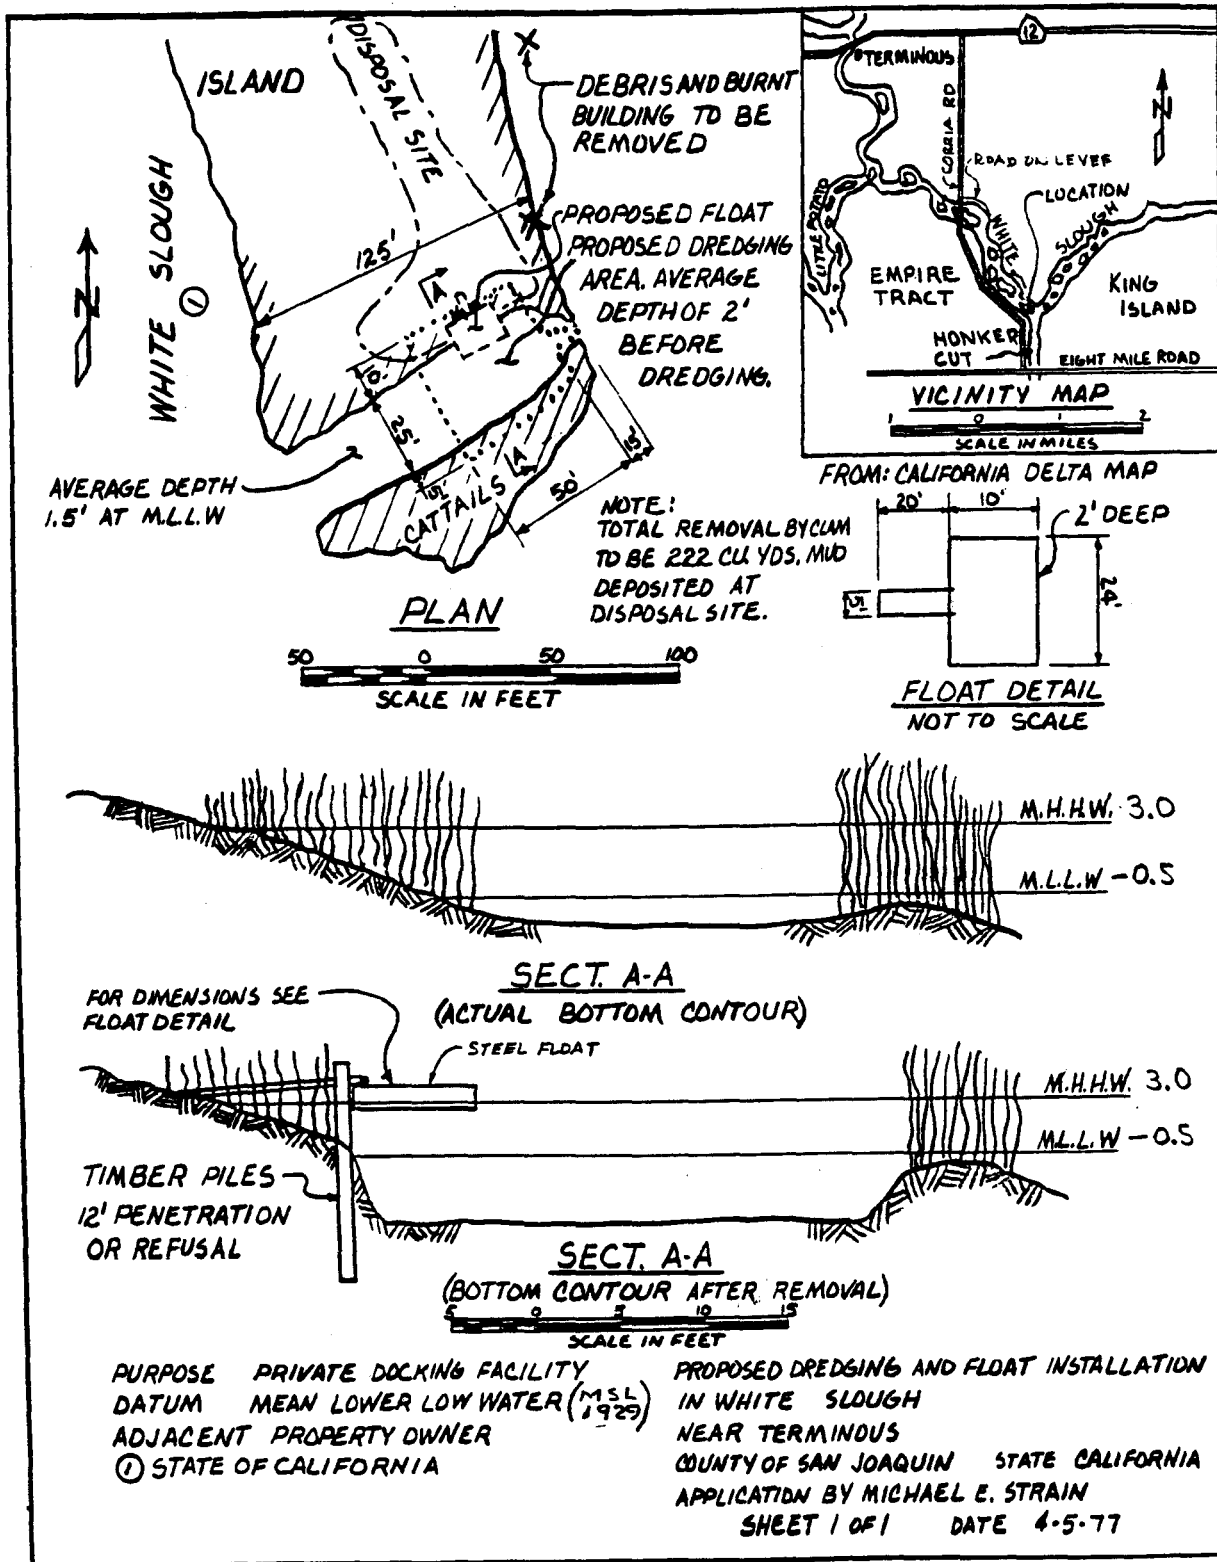 ISLAND
DISPOSAL SITE
DEBRIS AND BURNT
BUILDING TO BE
REMOVED
WHITE SLOUGH
①
N
125'
PROPOSED FLOAT
PROPOSED DREDGING
AREA. AVERAGE
DEPTH OF 2'
BEFORE
DREDGING.
A
10'
25'
5'
A
CATTAILS
15'
50'
AVERAGE DEPTH
1.5' AT M.L.L.W
NOTE:
TOTAL REMOVAL BY CLAM
TO BE 222 CU. YDS. MUD
DEPOSITED AT
DISPOSAL SITE.
PLAN
50 0 50 100
SCALE IN FEET
12
TERMINOUS
CORRIA RD
N
ROAD ON LEVEE
LOCATION
LITTLE POTATO
WHITE SLOUGH
EMPIRE
TRACT
KING
ISLAND
HONKER
CUT
EIGHT MILE ROAD
VICINITY MAP
1 0 1 2
SCALE IN MILES
FROM: CALIFORNIA DELTA MAP
20' 10'
2' DEEP
5'
24'
FLOAT DETAIL
NOT TO SCALE
M.H.H.W. 3.0
M.L.L.W -0.5
SECT. A-A
(ACTUAL BOTTOM CONTOUR)
FOR DIMENSIONS SEE
FLOAT DETAIL
STEEL FLOAT
M.H.H.W. 3.0
M.L.L.W -0.5
TIMBER PILES
12' PENETRATION
OR REFUSAL
SECT. A-A
(BOTTOM CONTOUR AFTER REMOVAL)
5 0 5 10 15
SCALE IN FEET
PURPOSE PRIVATE DOCKING FACILITY
DATUM MEAN LOWER LOW WATER (MSL 1929)
ADJACENT PROPERTY OWNER
① STATE OF CALIFORNIA
PROPOSED DREDGING AND FLOAT INSTALLATION
IN WHITE SLOUGH
NEAR TERMINOUS
COUNTY OF SAN JOAQUIN STATE CALIFORNIA
APPLICATION BY MICHAEL E. STRAIN
SHEET 1 OF 1 DATE 4-5-77